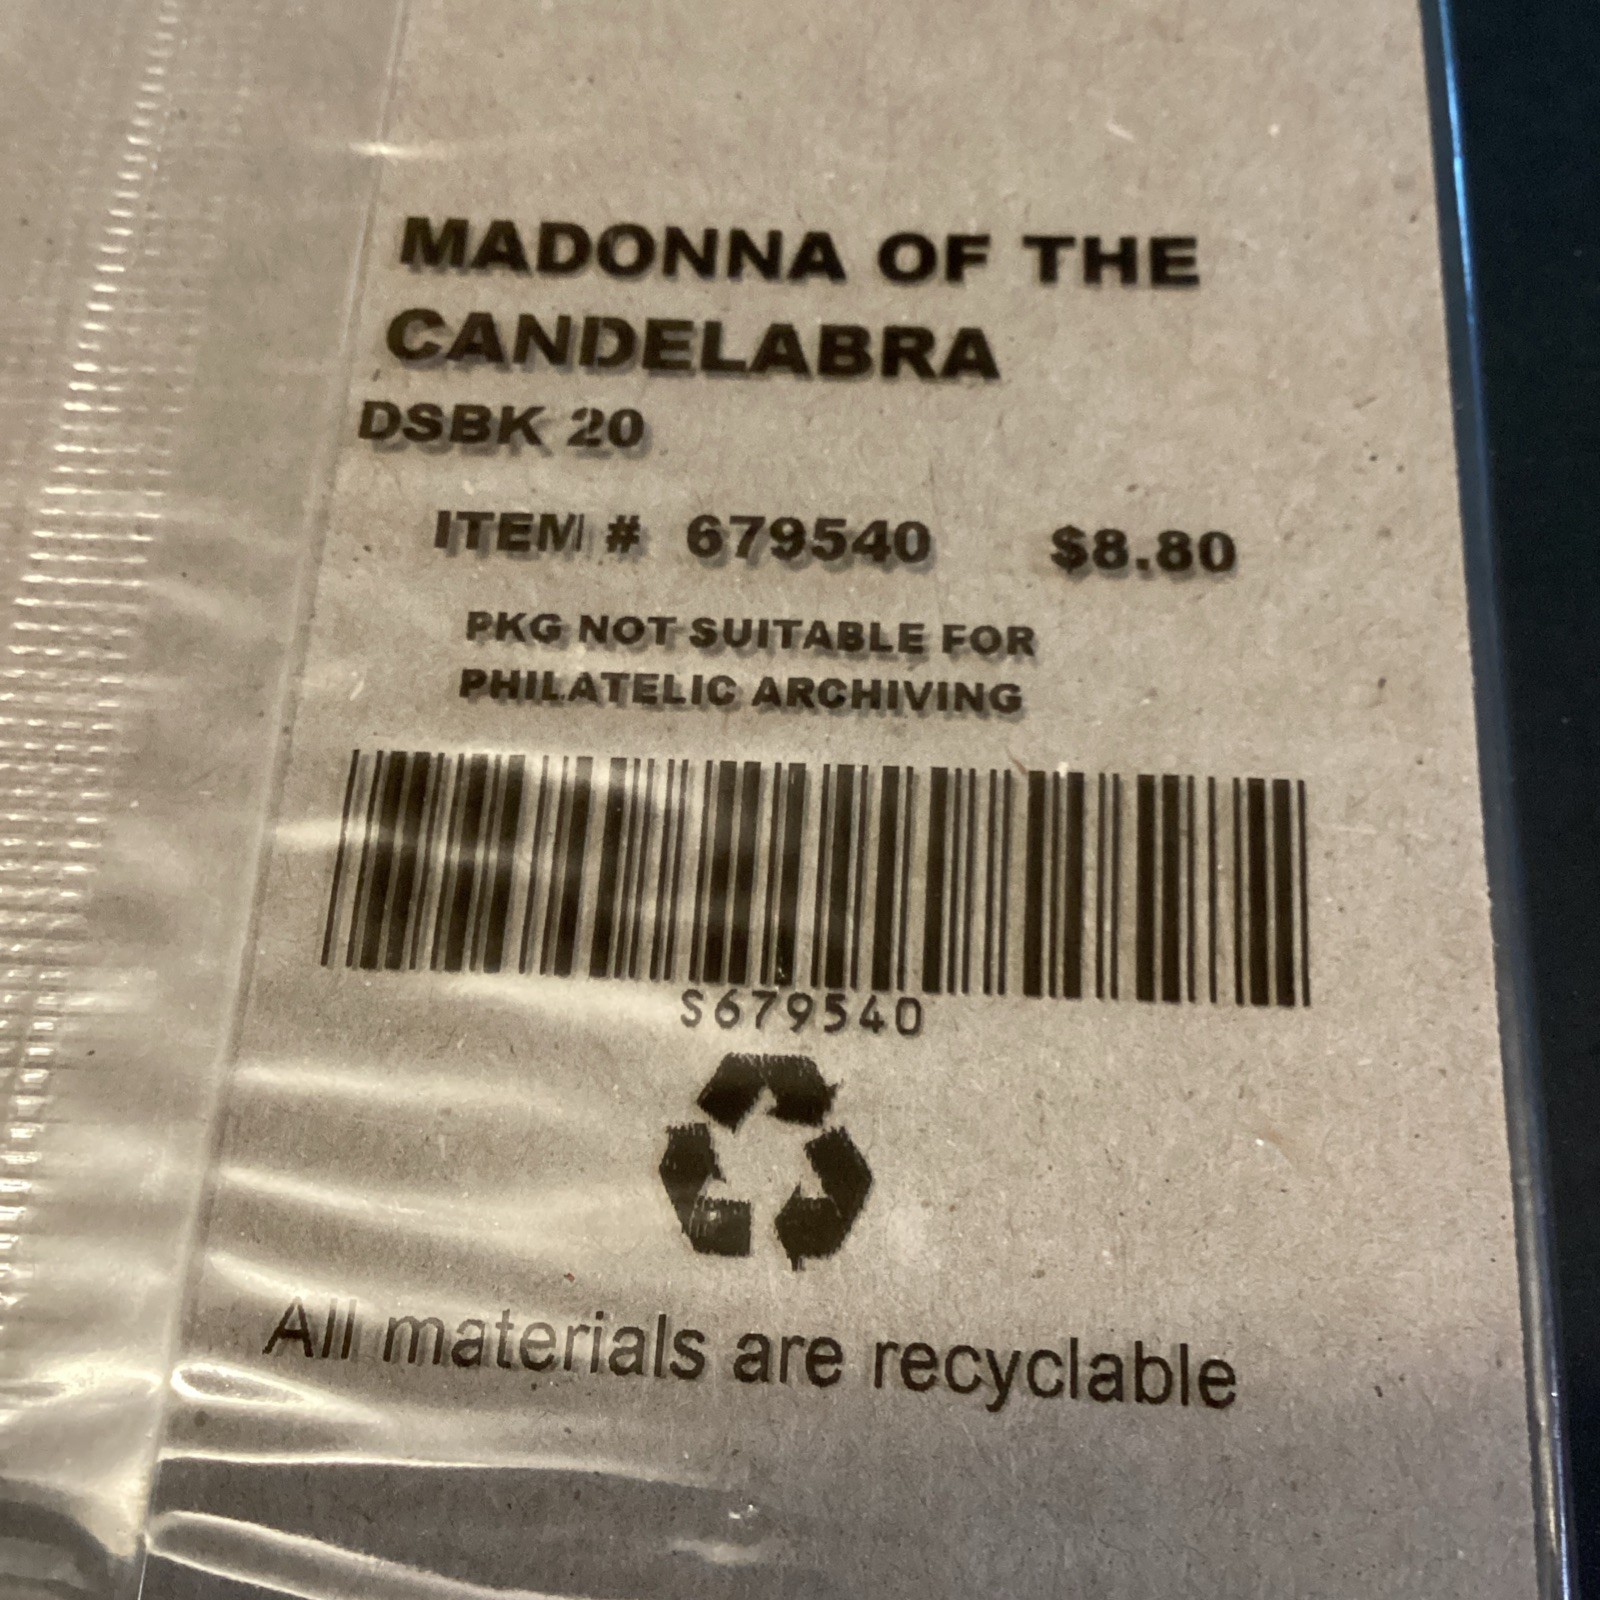 MADONNA OF THE
CANDELABRA
DSBK 20
ITEM # 679540 $8.80
PKG NOT SUITABLE FOR
PHILATELIC ARCHIVING
S679540
All materials are recyclable